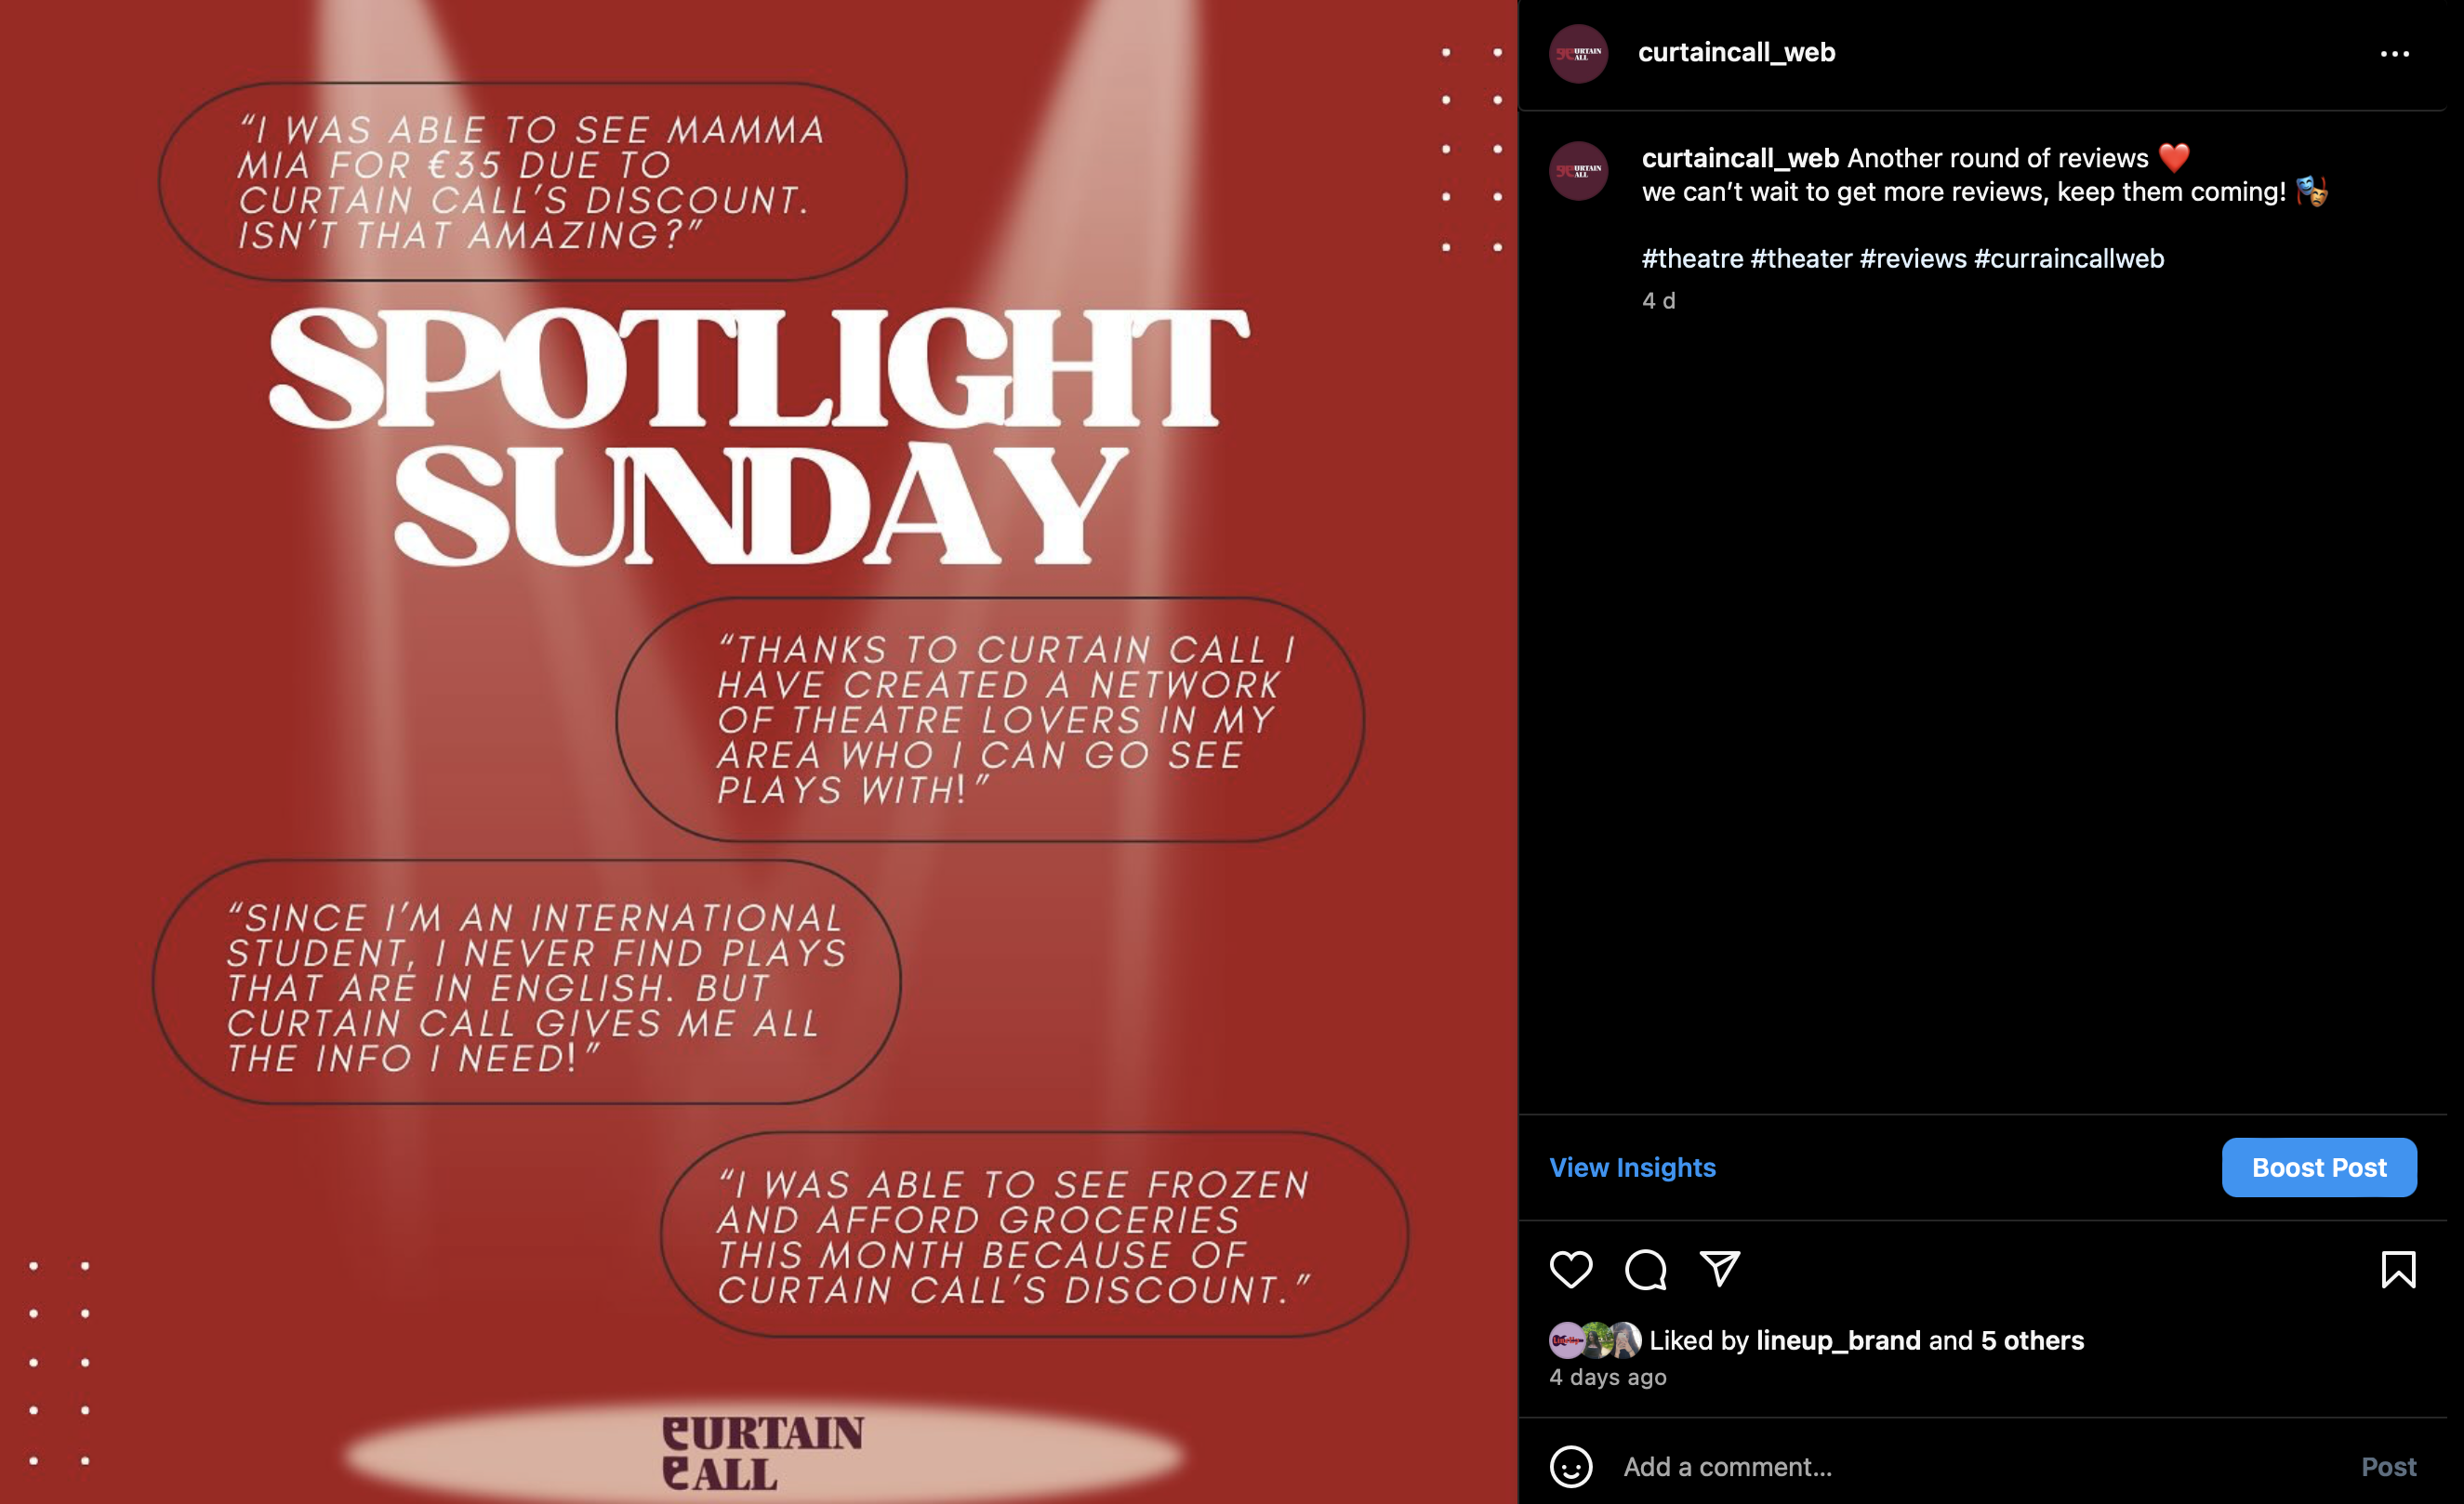 “I WAS ABLE TO SEE MAMMA
MIA FOR €35 DUE TO
CURTAIN CALL’S DISCOUNT.
ISN’T THAT AMAZING?”
SPOTLIGHT
SUNDAY
“THANKS TO CURTAIN CALL I
HAVE CREATED A NETWORK
OF THEATRE LOVERS IN MY
AREA WHO I CAN GO SEE
PLAYS WITH!”
“SINCE I’M AN INTERNATIONAL
STUDENT, I NEVER FIND PLAYS
THAT ARE IN ENGLISH. BUT
CURTAIN CALL GIVES ME ALL
THE INFO I NEED!”
“I WAS ABLE TO SEE FROZEN
AND AFFORD GROCERIES
THIS MONTH BECAUSE OF
CURTAIN CALL’S DISCOUNT.”
CURTAIN
CALL
curtaincall_web
curtaincall_web Another round of reviews ❤️
we can’t wait to get more reviews, keep them coming! 🎭
#theatre #theater #reviews #curraincallweb
4 d
View Insights
Boost Post
Liked by lineup_brand and 5 others
4 days ago
Add a comment...
Post